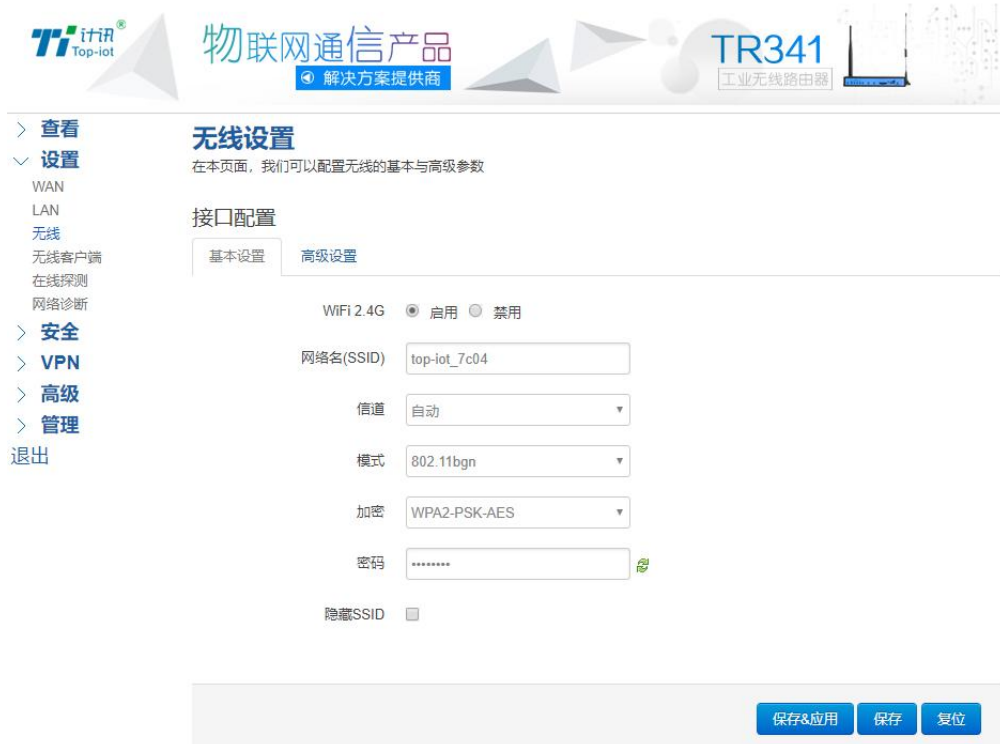 Ti 计讯®
Top-iot
物联网通信产品
解决方案提供商
TR341
工业无线路由器
查看
设置
WAN
LAN
无线
无线客户端
在线探测
网络诊断
安全
VPN
高级
管理
退出
无线设置
在本页面，我们可以配置无线的基本与高级参数
接口配置
基本设置 高级设置
WiFi 2.4G 启用 禁用
网络名(SSID) top-iot_7c04
信道 自动
模式 802.11bgn
加密 WPA2-PSK-AES
密码 ••••••••
隐藏SSID
保存&应用 保存 复位